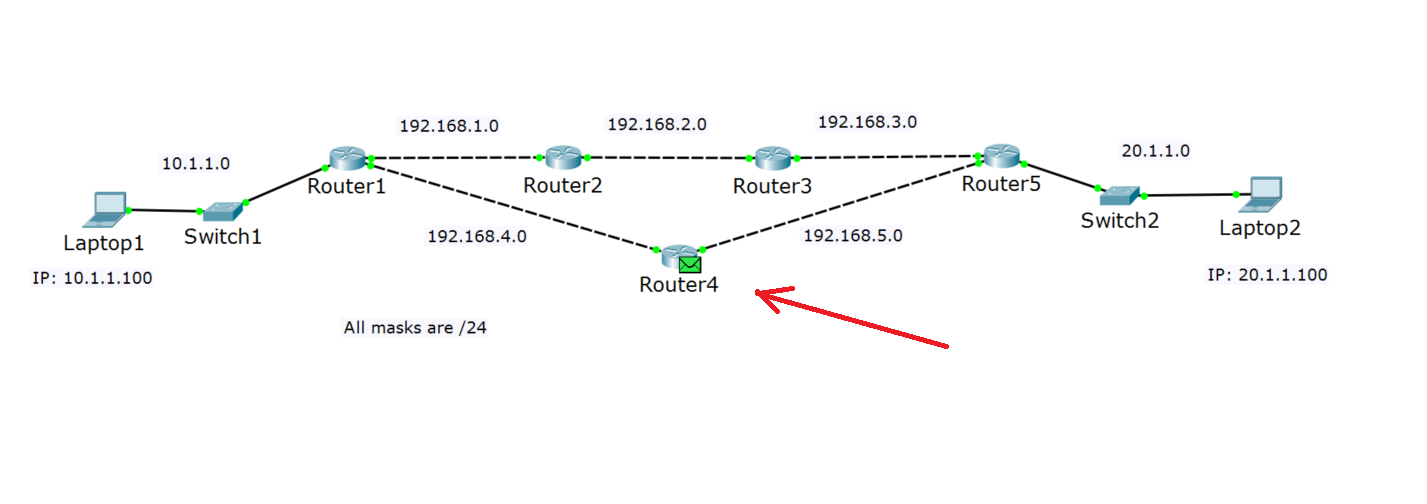 192.168.1.0
192.168.2.0
192.168.3.0
10.1.1.0
20.1.1.0
Router1
Router2
Router3
Router5
Laptop1
Switch1
Switch2
Laptop2
192.168.4.0
192.168.5.0
IP: 10.1.1.100
Router4
IP: 20.1.1.100
All masks are /24